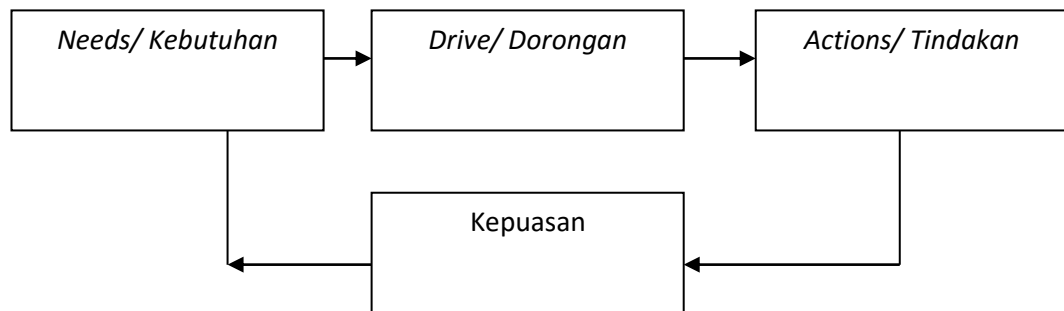 Needs/ Kebutuhan
Drive/ Dorongan
Actions/ Tindakan
Kepuasan